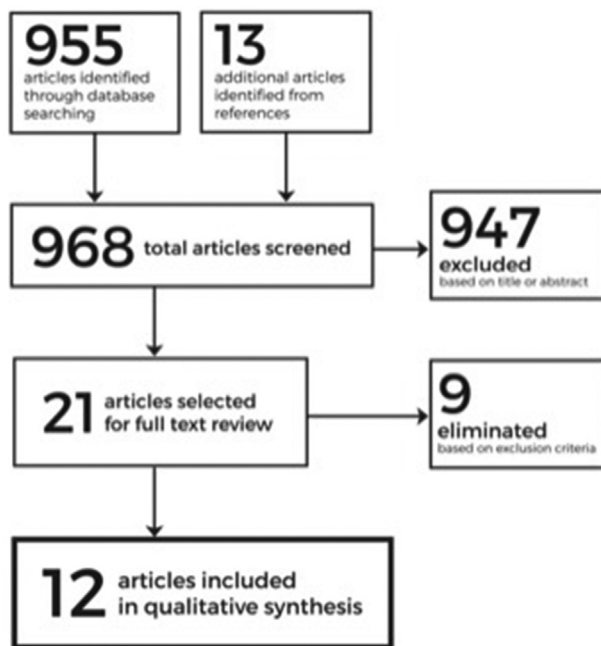 955
articles identified
through database
searching
13
additional articles
identified from
references
968 total articles screened
947
excluded
based on title or abstract
21 articles selected
for full text review
9
eliminated
based on exclusion criteria
12 articles included
in qualitative synthesis